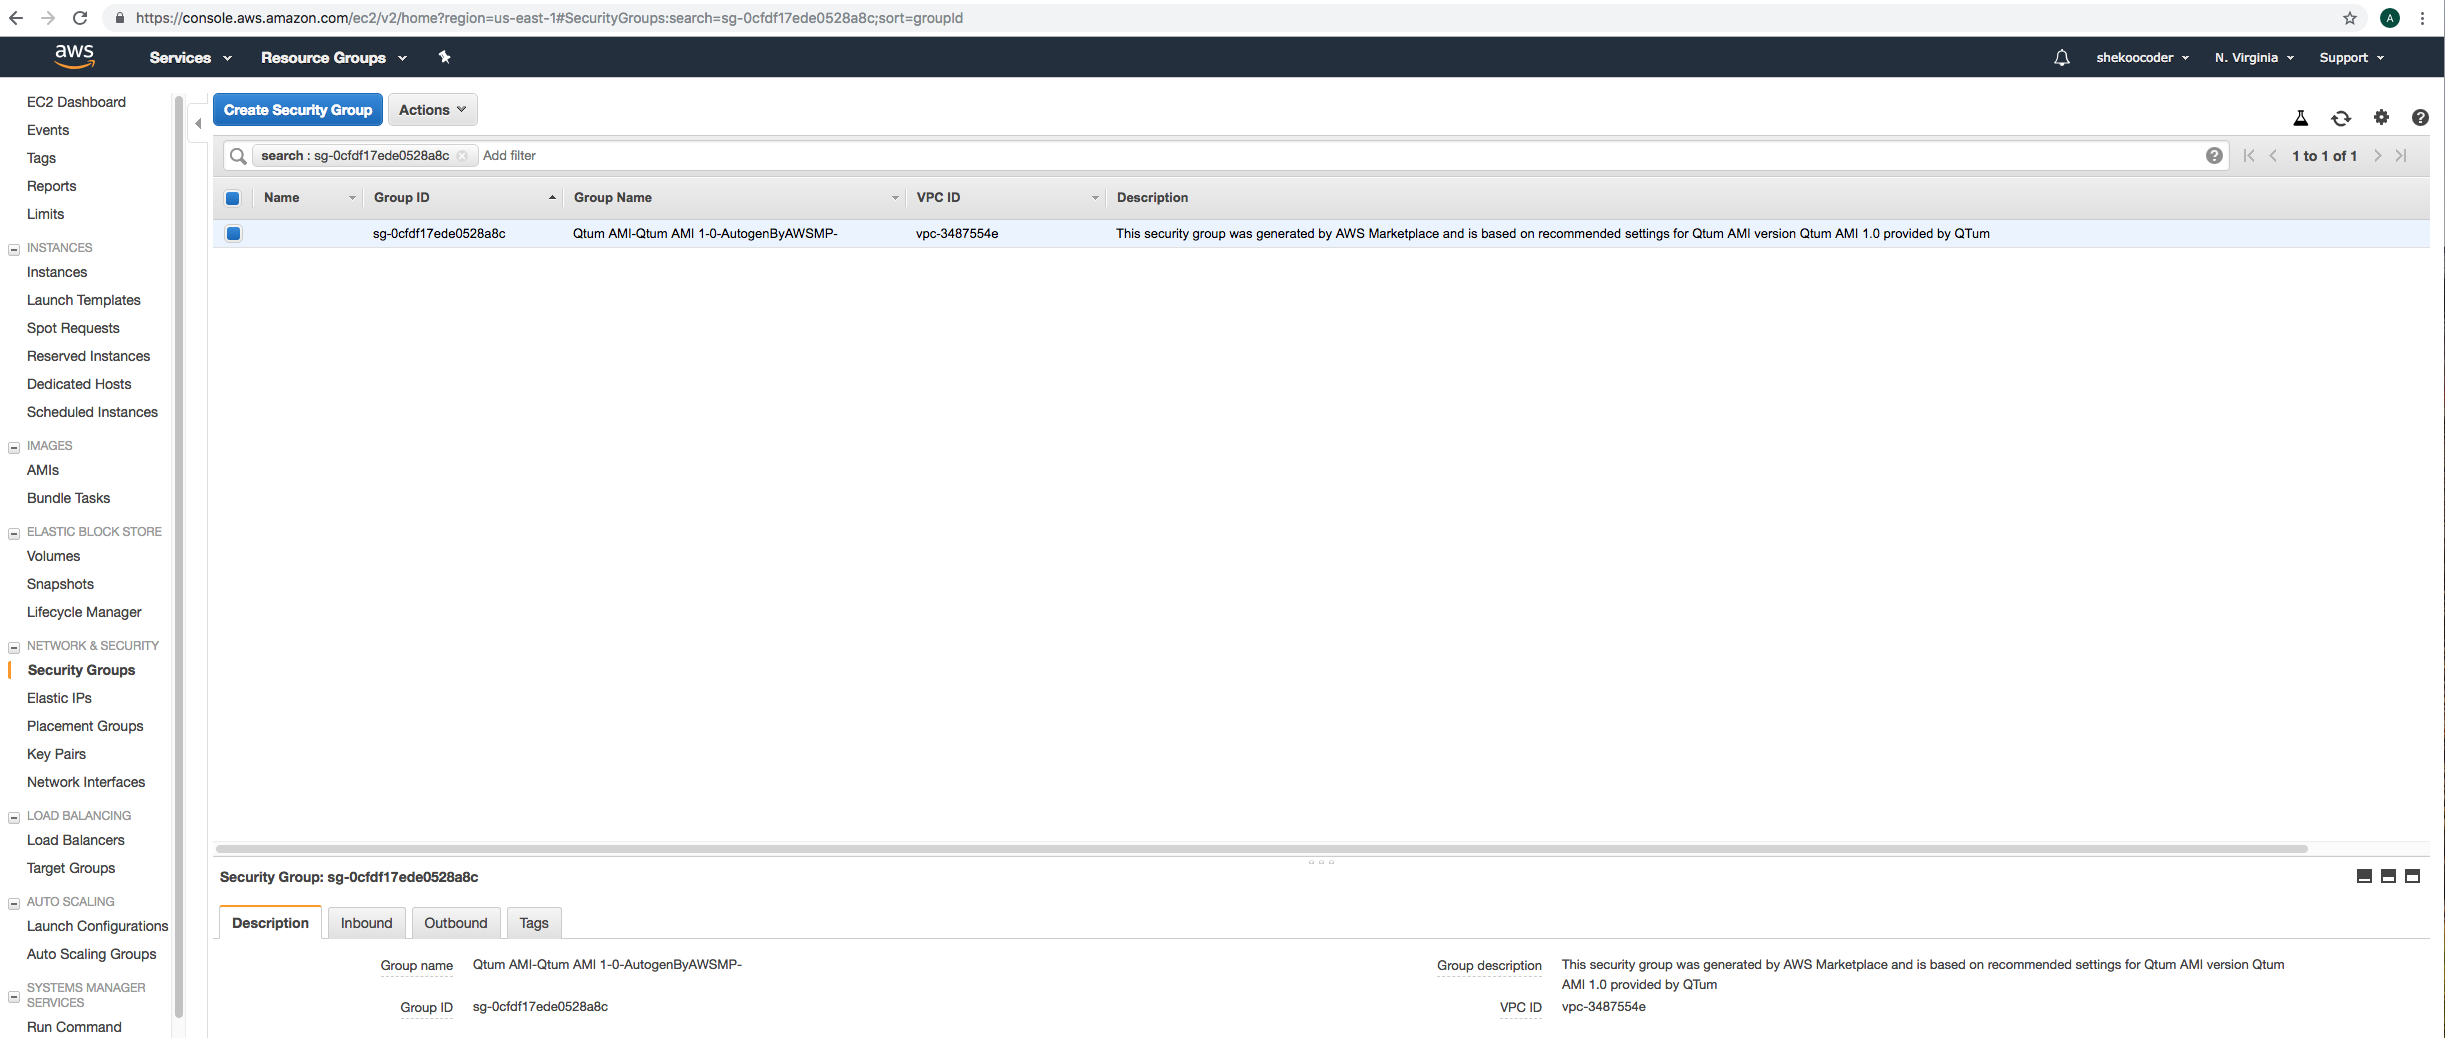 https://console.aws.amazon.com/ec2/v2/home?region=us-east-1#SecurityGroups:search=sg-0cfdf17ede0528a8c;sort=groupId
A
aws
Services
Resource Groups
shekoocoder
N. Virginia
Support
EC2 Dashboard
Events
Tags
Reports
Limits
INSTANCES
Instances
Launch Templates
Spot Requests
Reserved Instances
Dedicated Hosts
Scheduled Instances
IMAGES
AMIs
Bundle Tasks
ELASTIC BLOCK STORE
Volumes
Snapshots
Lifecycle Manager
NETWORK & SECURITY
Security Groups
Elastic IPs
Placement Groups
Key Pairs
Network Interfaces
LOAD BALANCING
Load Balancers
Target Groups
AUTO SCALING
Launch Configurations
Auto Scaling Groups
SYSTEMS MANAGER
SERVICES
Run Command
Create Security Group
Actions
search : sg-0cfdf17ede0528a8c
Add filter
1 to 1 of 1
Name Group ID Group Name VPC ID Description
sg-0cfdf17ede0528a8c Qtum AMI-Qtum AMI 1-0-AutogenByAWSMP- vpc-3487554e This security group was generated by AWS Marketplace and is based on recommended settings for Qtum AMI version Qtum AMI 1.0 provided by QTum
Security Group: sg-0cfdf17ede0528a8c
Description
Inbound
Outbound
Tags
Group name Qtum AMI-Qtum AMI 1-0-AutogenByAWSMP-
Group ID sg-0cfdf17ede0528a8c
Group description This security group was generated by AWS Marketplace and is based on recommended settings for Qtum AMI version Qtum
AMI 1.0 provided by QTum
VPC ID vpc-3487554e